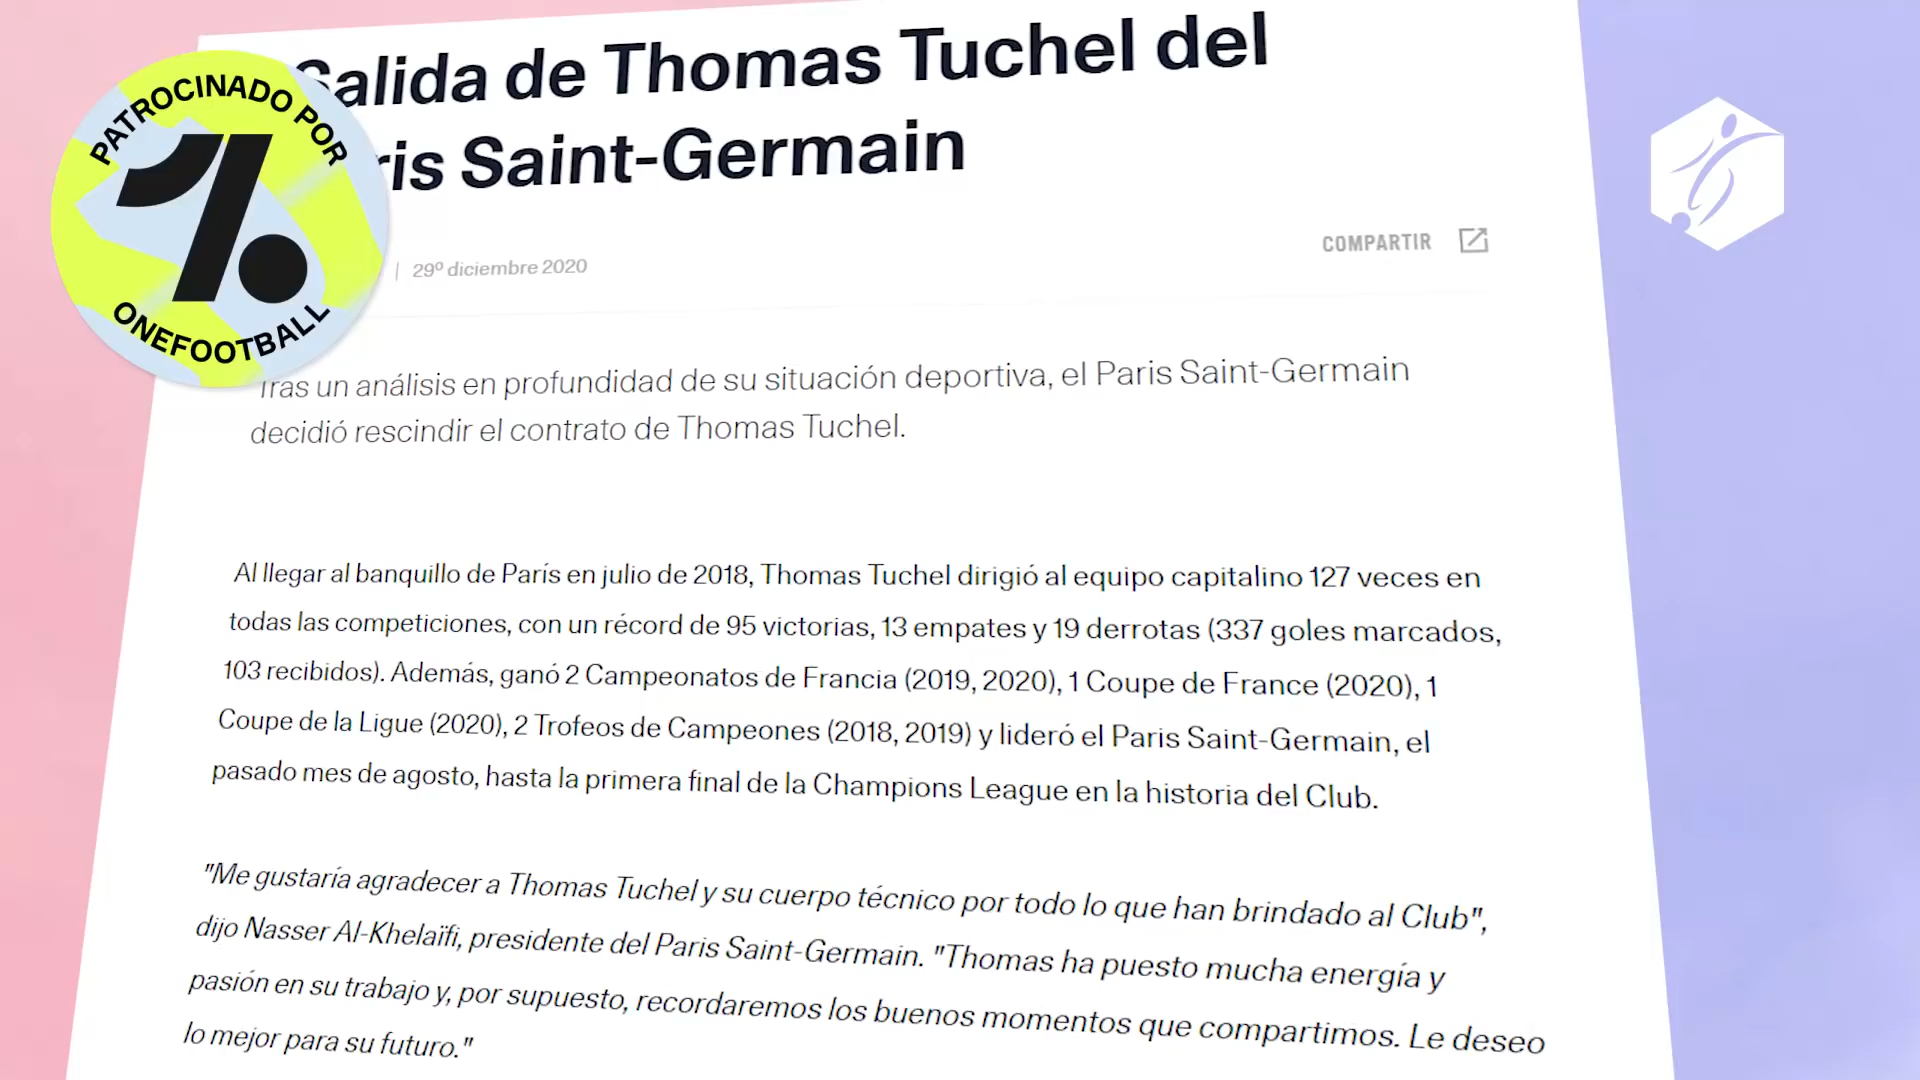 PATROCINADO POR
ONEFOOTBALL
Salida de Thomas Tuchel del
ris Saint-Germain
| 29º diciembre 2020
COMPARTIR
Tras un análisis en profundidad de su situación deportiva, el Paris Saint-Germain
decidió rescindir el contrato de Thomas Tuchel.
Al llegar al banquillo de París en julio de 2018, Thomas Tuchel dirigió al equipo capitalino 127 veces en
todas las competiciones, con un récord de 95 victorias, 13 empates y 19 derrotas (337 goles marcados,
103 recibidos). Además, ganó 2 Campeonatos de Francia (2019, 2020), 1 Coupe de France (2020), 1
Coupe de la Ligue (2020), 2 Trofeos de Campeones (2018, 2019) y lideró el Paris Saint-Germain, el
pasado mes de agosto, hasta la primera final de la Champions League en la historia del Club.
"Me gustaría agradecer a Thomas Tuchel y su cuerpo técnico por todo lo que han brindado al Club",
dijo Nasser Al-Khelaïfi, presidente del Paris Saint-Germain. "Thomas ha puesto mucha energía y
pasión en su trabajo y, por supuesto, recordaremos los buenos momentos que compartimos. Le deseo
lo mejor para su futuro."